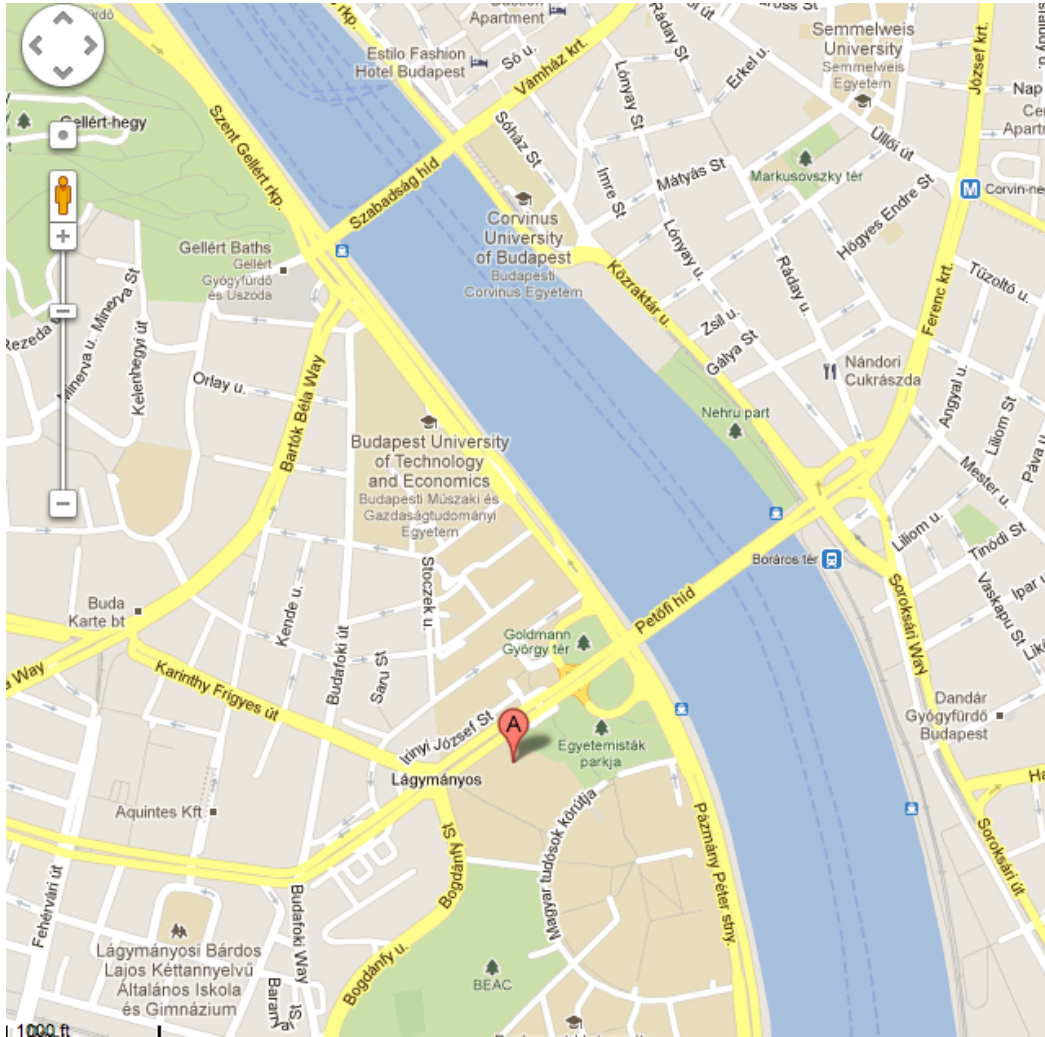 Button
Apartment
Estilo Fashion
Hotel Budapest
Só u.
Vámház krt.
Ráday St
Lónyay St
Erkel u.
Semmelweis
University
Semmelweis
Egyetem
József krt.
Nap
Apartm
Gellért-hegy
Szent Gellért rkp.
Szabadság híd
Sóház St
Imre St
Mátyás St
Markusovszky tér
Üllői út
M
Corvin-ne
Corvinus
University
of Budapest
Budapesti
Corvinus Egyetem
Lónyay u.
Ráday u.
Hőgyes Endre St
Tűzoltó u.
Gellért Baths
Gellért
Gyógyfürdő
és Uszoda
Közraktár u.
Zsil u.
Gálya St
Ferenc krt.
Minerva St
Minerva u.
Kelenhegyi út
Orlay u.
Bartók Béla Way
Nándori
Cukrászda
Nehru part
Angyal u.
Liliom St
Páva u.
Mester u.
Budapest University
of Technology
and Economics
Budapesti Műszaki és
Gazdaságtudományi
Egyetem
Boráros tér
Liliom u.
Tinódi St
Vaskapu St
Ipar u.
Soroksári Way
Buda
Karte bt
Kende u.
Budafoki út
Stoczek u.
Saru St
Goldmann
György tér
Petőfi híd
a Way
Karinthy Frigyes út
Irinyi József St
A
Lágymányos
Egyetemisták
parkja
Dandár
Gyógyfürdő
Budapest
Aquintes Kft
Bogdánfy St
Magyar tudósok körútja
Pázmány Péter stny.
Soroksári út
Ha
Fehérvári út
Budafoki Way
Bogdánfy u.
BEAC
Lágymányosi Bárdos
Lajos Kéttannyelvű
Általános Iskola
és Gimnázium
1000 ft